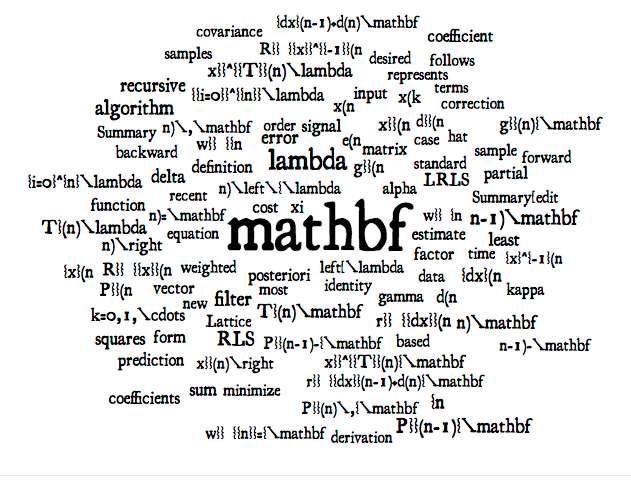 {dx}(n-1)+d(n)\mathbf
covariance
coefficient
samples
R}} {{x}}^{{-1}}(n
desired
follows
x}}^{{T}}(n)\lambda
represents
recursive
{{i=0}}^{{n}}\lambda
input
x(k
terms
algorithm
x(n
correction
Summary
n)\,\mathbf
order
signal
x}}(n
d}}(n
g}}(n){\mathbf
w}} {{n
error
e(n
matrix
case
hat
backward
lambda
g}}(n
standard
sample
forward
definition
partial
{i=0}^{n}\lambda
delta
n)\left\{\lambda
alpha
LRLS
recent
Summary[edit
function
n)=\mathbf
cost
xi
mathbf
w}} {n
n-1)\mathbf
T}(n)\lambda
equation
estimate
least
n)\right
factor
time
{x}^{-1}(n
{x}(n
R}} {{x}}(n
weighted
posteriori
left[\lambda
data
{dx}(n
P}}(n
vector
most
identity
gamma
d(n
kappa
new
filter
k=0,1,\cdots
Lattice
T}(n)\mathbf
r}} {{dx}}(n
n)\mathbf
squares
form
RLS
P}}(n-1)-{\mathbf
based
n-1)-\mathbf
prediction
x}}(n)\right
x}}^{{T}}(n){\mathbf
r}} {{dx}}(n-1)+d(n){\mathbf
coefficients
sum
minimize
P}}(n)\,{\mathbf
{n
w}} {{n}}={\mathbf
derivation
P}}(n-1){\mathbf